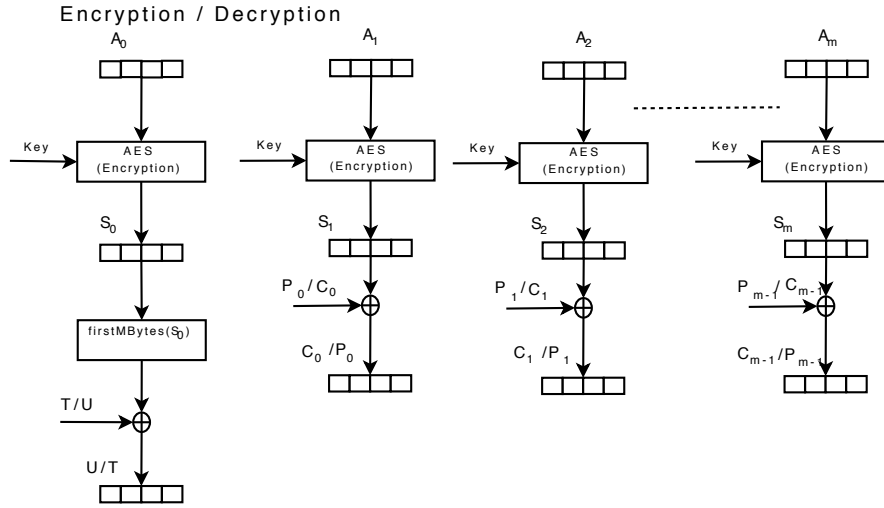 Encryption / Decryption
A0
A1
A2
Am
Key
AES
(Encryption)
Key
AES
(Encryption)
Key
AES
(Encryption)
Key
AES
(Encryption)
S0
S1
S2
Sm
P0/C0
P1/C1
Pm-1/Cm-1
firstMBytes(S0)
C0/P0
C1/P1
Cm-1/Pm-1
T/U
U/T